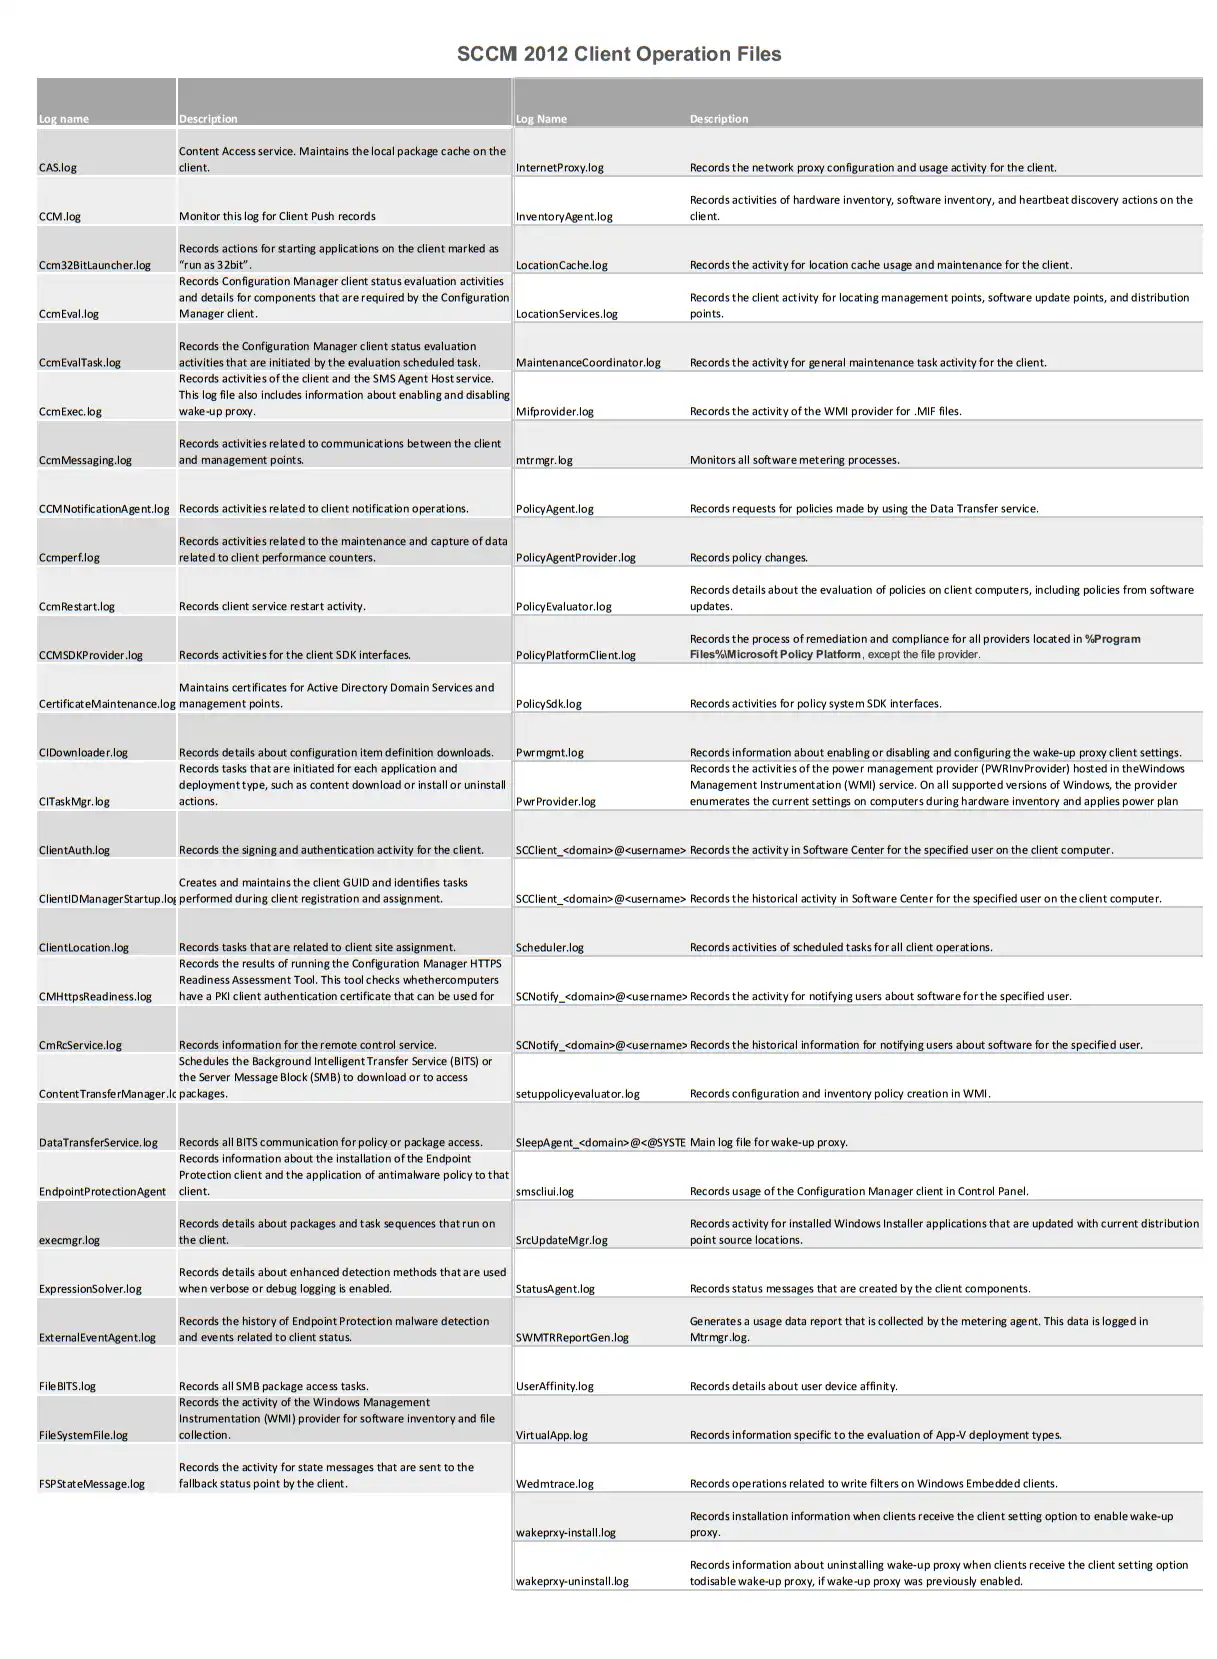 SCCM 2012 Client Operation Files
Log name
Description
Content Access service. Maintains the local package cache on the
CAS.log
client.
CCM.log
Monitor this log for Client Push records
Records actions for starting applications on the client marked as
Ccm32BitLauncher.log
“run as 32bit”.
Records Configuration Manager client status evaluation activities
and details for components that are required by the Configuration
CcmEval.log
Manager client.
Records the Configuration Manager client status evaluation
CcmEvalTask.log
activities that are initiated by the evaluation scheduled task.
Records activities of the client and the SMS Agent Host service.
This log file also includes information about enabling and disabling
CcmExec.log
wake-up proxy.
Records activities related to communications between the client
CcmMessaging.log
and management points.
CCMNotificationAgent.log
Records activities related to client notification operations.
Records activities related to the maintenance and capture of data
Ccmperf.log
related to client performance counters.
CcmRestart.log
Records client service restart activity.
CCMSDKProvider.log
Records activities for the client SDK interfaces.
Maintains certificates for Active Directory Domain Services and
CertificateMaintenance.log
management points.
CIDownloader.log
Records details about configuration item definition downloads.
Records tasks that are initiated for each application and
deployment type, such as content download or install or uninstall
CITaskMgr.log
actions.
ClientAuth.log
Records the signing and authentication activity for the client.
Creates and maintains the client GUID and identifies tasks
ClientIDManagerStartup.log
performed during client registration and assignment.
ClientLocation.log
Records tasks that are related to client site assignment.
Records the results of running the Configuration Manager HTTPS
Readiness Assessment Tool. This tool checks whethercomputers
CMHttpsReadiness.log
have a PKI client authentication certificate that can be used for
CmRcService.log
Records information for the remote control service.
Schedules the Background Intelligent Transfer Service (BITS) or
the Server Message Block (SMB) to download or to access
ContentTransferManager.lo
packages.
DataTransferService.log
Records all BITS communication for policy or package access.
Records information about the installation of the Endpoint
Protection client and the application of antimalware policy to that
EndpointProtectionAgent
client.
Records details about packages and task sequences that run on
execmgr.log
the client.
Records details about enhanced detection methods that are used
ExpressionSolver.log
when verbose or debug logging is enabled.
Records the history of Endpoint Protection malware detection
ExternalEventAgent.log
and events related to client status.
FileBITS.log
Records all SMB package access tasks.
Records the activity of the Windows Management
Instrumentation (WMI) provider for software inventory and file
FileSystemFile.log
collection.
Records the activity for state messages that are sent to the
FSPStateMessage.log
fallback status point by the client.
Log Name
Description
InternetProxy.log
Records the network proxy configuration and usage activity for the client.
Records activities of hardware inventory, software inventory, and heartbeat discovery actions on the
InventoryAgent.log
client.
LocationCache.log
Records the activity for location cache usage and maintenance for the client.
Records the client activity for locating management points, software update points, and distribution
LocationServices.log
points.
MaintenanceCoordinator.log
Records the activity for general maintenance task activity for the client.
Mifprovider.log
Records the activity of the WMI provider for .MIF files.
mtrmgr.log
Monitors all software metering processes.
PolicyAgent.log
Records requests for policies made by using the Data Transfer service.
PolicyAgentProvider.log
Records policy changes.
Records details about the evaluation of policies on client computers, including policies from software
PolicyEvaluator.log
updates.
Records the process of remediation and compliance for all providers located in %Program
PolicyPlatformClient.log
Files%\Microsoft Policy Platform, except the file provider.
PolicySdk.log
Records activities for policy system SDK interfaces.
Pwrmgmt.log
Records information about enabling or disabling and configuring the wake-up proxy client settings.
Records the activities of the power management provider (PWRInvProvider) hosted in theWindows
Management Instrumentation (WMI) service. On all supported versions of Windows, the provider
PwrProvider.log
enumerates the current settings on computers during hardware inventory and applies power plan
SCClient_<domain>@<username>
Records the activity in Software Center for the specified user on the client computer.
SCClient_<domain>@<username>
Records the historical activity in Software Center for the specified user on the client computer.
Scheduler.log
Records activities of scheduled tasks for all client operations.
SCNotify_<domain>@<username>
Records the activity for notifying users about software for the specified user.
SCNotify_<domain>@<username>
Records the historical information for notifying users about software for the specified user.
setuppolicyevaluator.log
Records configuration and inventory policy creation in WMI.
SleepAgent_<domain>@<@SYSTE
Main log file for wake-up proxy.
smscliui.log
Records usage of the Configuration Manager client in Control Panel.
Records activity for installed Windows Installer applications that are updated with current distribution
SrcUpdateMgr.log
point source locations.
StatusAgent.log
Records status messages that are created by the client components.
Generates a usage data report that is collected by the metering agent. This data is logged in
SWMTRReportGen.log
Mtrmgr.log.
UserAffinity.log
Records details about user device affinity.
VirtualApp.log
Records information specific to the evaluation of App-V deployment types.
Wedmtrace.log
Records operations related to write filters on Windows Embedded clients.
Records installation information when clients receive the client setting option to enable wake-up
wakeprxy-install.log
proxy.
Records information about uninstalling wake-up proxy when clients receive the client setting option
wakeprxy-uninstall.log
todisable wake-up proxy, if wake-up proxy was previously enabled.